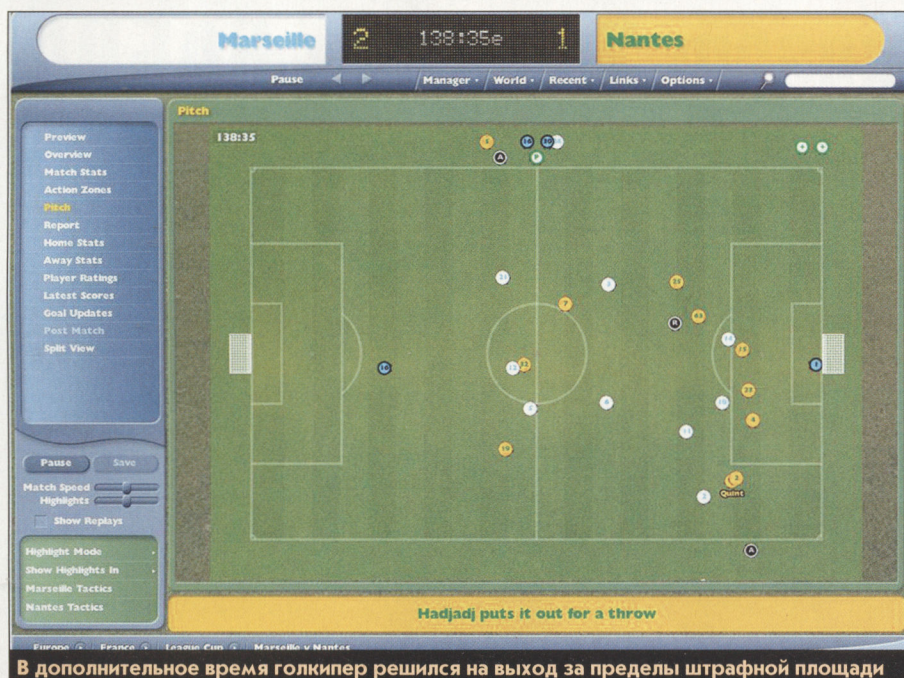 Marseille 2 138:35e 1 Nantes
Pause Manager World Recent Links Options
Pitch
138:35
Preview
Overview
Match Stats
Action Zones
Pitch
Report
Home Stats
Away Stats
Player Ratings
Latest Scores
Goal Updates
Post Match
Split View
Quint
Pause Save
Match Speed
Highlights
Show Replays
Highlight Mode
Show Highlights In
Marseille Tactics
Nantes Tactics
Hadjadj puts it out for a throw
Europe France League Cup Marseille v Nantes
В дополнительное время голкипер решился на выход за пределы штрафной площади